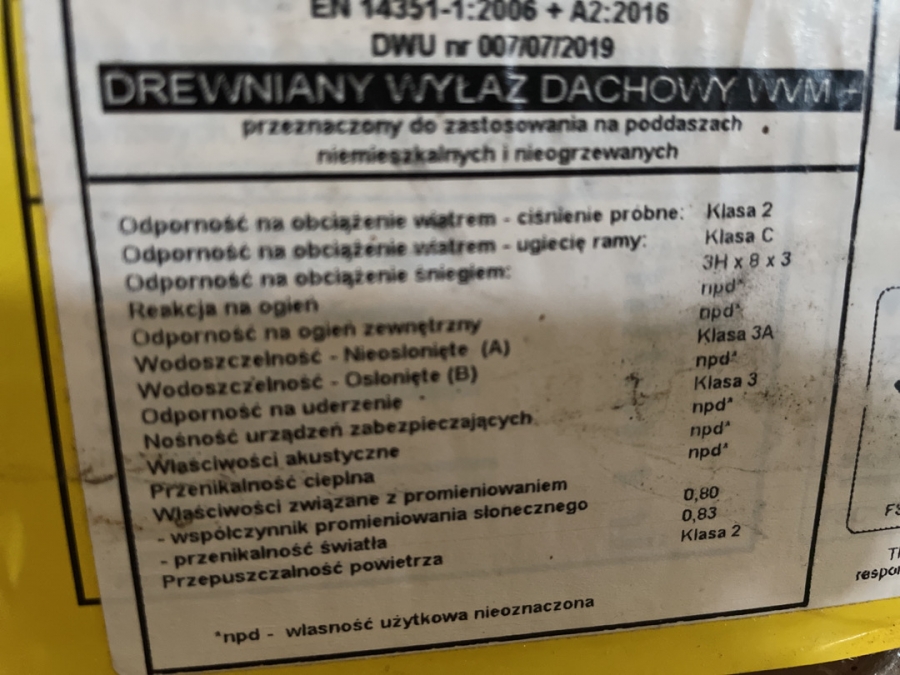 EN 14351-1:2006 + A2:2016
DWU nr 007/07/2019
DREWNIANY WYŁAZ DACHOWY WVM -
przeznaczony do zastosowania na poddaszach
niemieszkalnych i nieogrzewanych
Odporność na obciążenie wiatrem - ciśnienie próbne: Klasa 2
Odporność na obciążenie wiatrem - ugięcię ramy: Klasa C
Odporność na obciążenie śniegiem: 3H x 8 x 3
Reakcja na ogień npd*
Odporność na ogień zewnętrzny npd*
Wodoszczelność - Nieosłonięte (A) Klasa 3A
Wodoszczelność - Osłonięte (B) npd*
Odporność na uderzenie Klasa 3
Nośność urządzeń zabezpieczających npd*
Właściwości akustyczne npd*
Przenikalność cieplna npd*
Właściwości związane z promieniowaniem
- współczynnik promieniowania słonecznego 0,80
- przenikalność światła 0,83
Przepuszczalność powietrza Klasa 2
*npd - własność użytkowa nieoznaczona